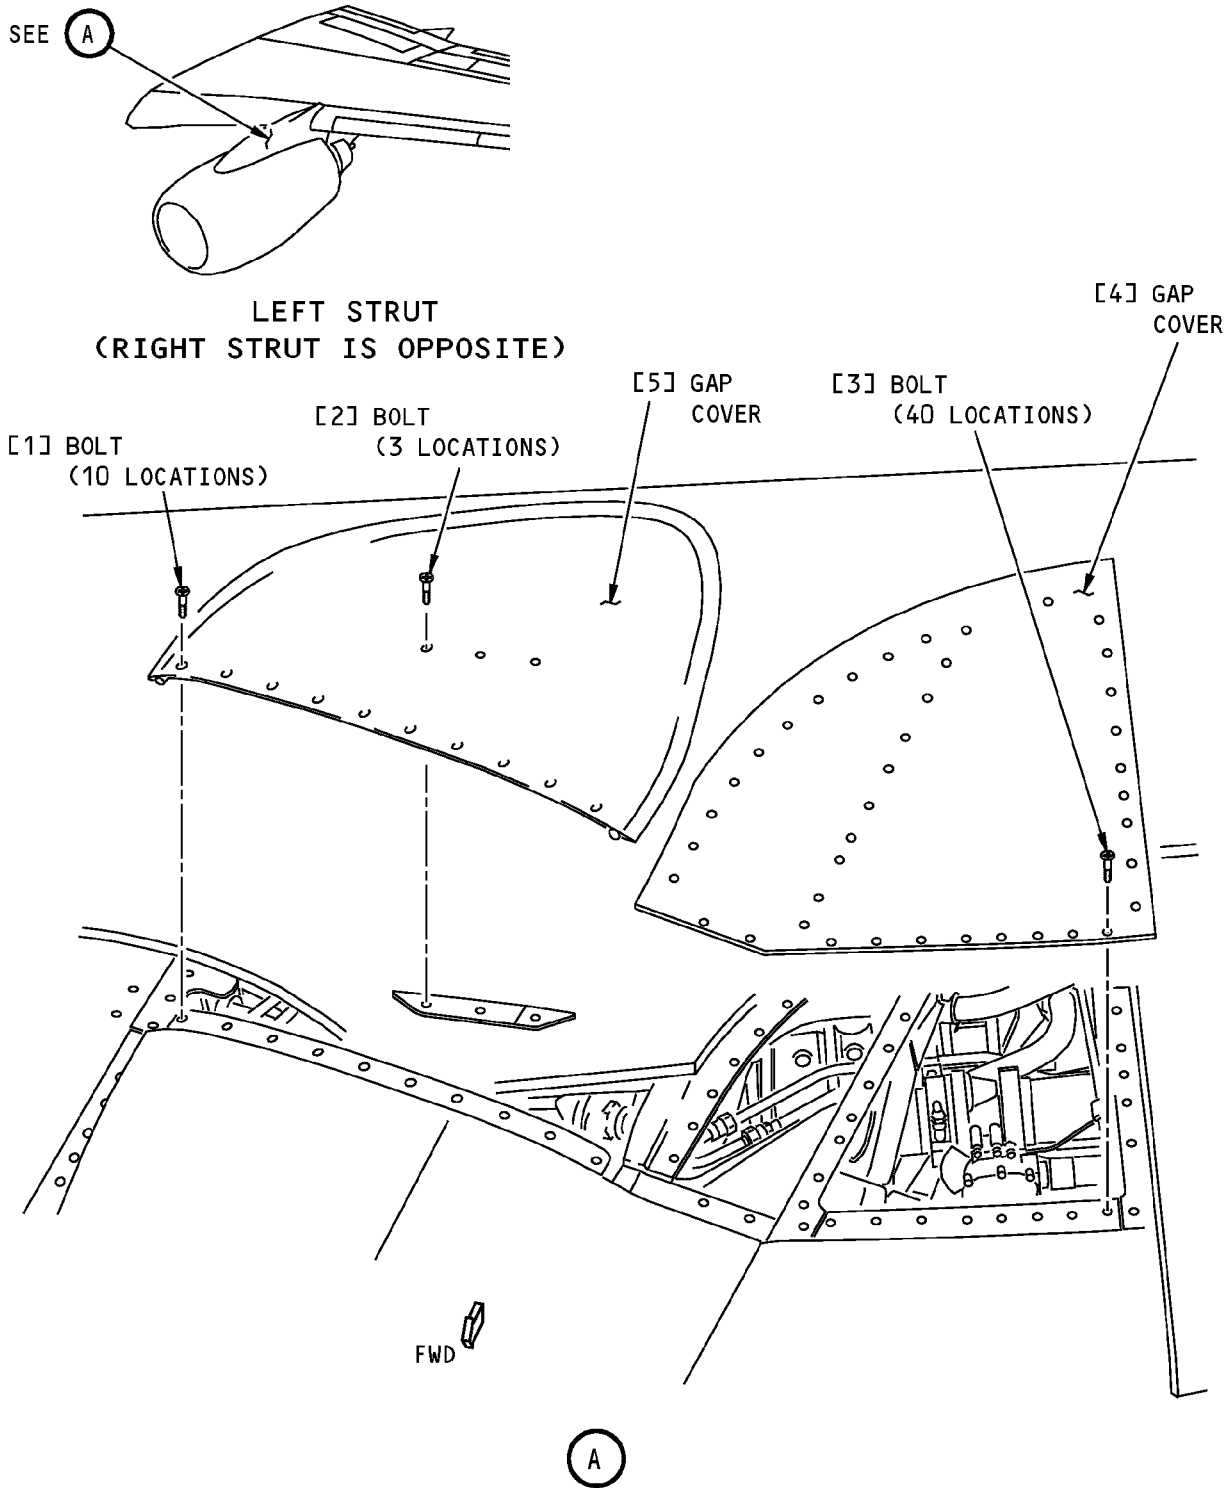 SEE A
LEFT STRUT
(RIGHT STRUT IS OPPOSITE)
[4] GAP
COVER
[5] GAP
COVER
[3] BOLT
(40 LOCATIONS)
[2] BOLT
(3 LOCATIONS)
[1] BOLT
(10 LOCATIONS)
FWD
A